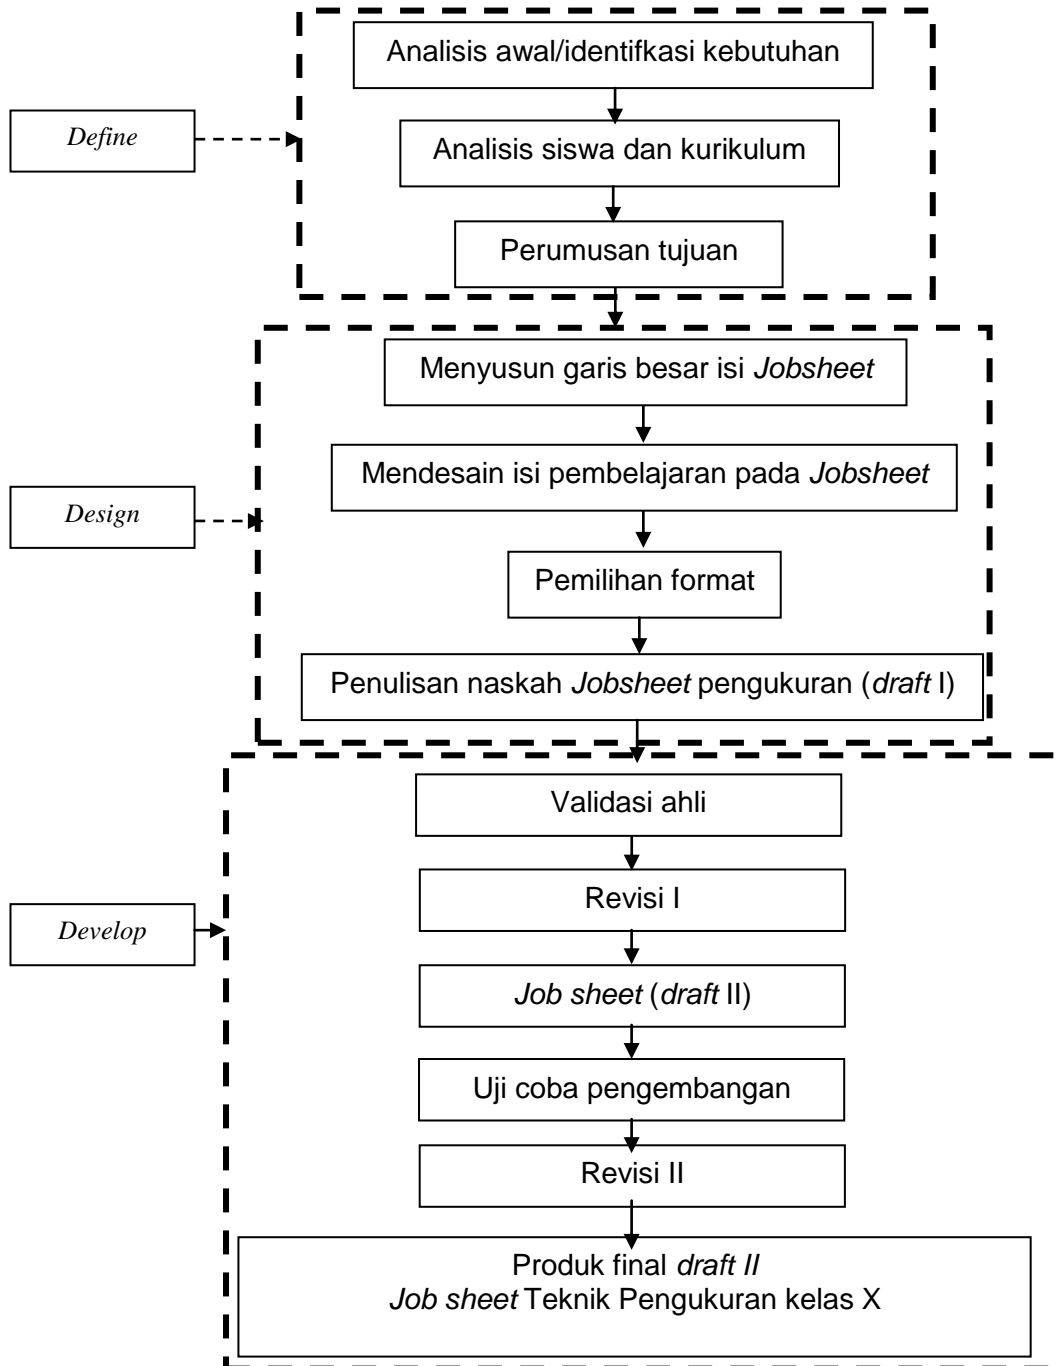 Analisis awal/identifkasi kebutuhan
Define
Analisis siswa dan kurikulum
Perumusan tujuan
Menyusun garis besar isi Jobsheet
Mendesain isi pembelajaran pada Jobsheet
Design
Pemilihan format
Penulisan naskah Jobsheet pengukuran (draft I)
Validasi ahli
Revisi I
Develop
Job sheet (draft II)
Uji coba pengembangan
Revisi II
Produk final draft II
Job sheet Teknik Pengukuran kelas X